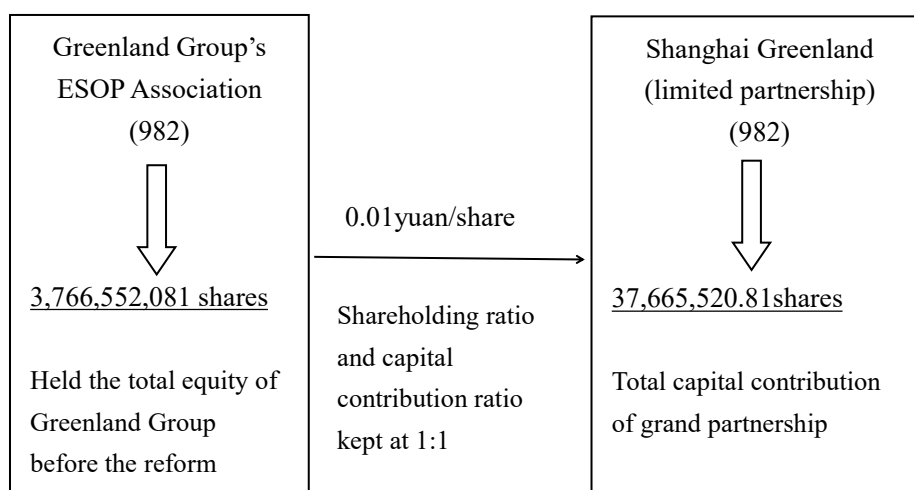 Greenland Group’s
ESOP Association
(982)
3,766,552,081 shares
Held the total equity of
Greenland Group
before the reform
0.01yuan/share
Shareholding ratio
and capital
contribution ratio
kept at 1:1
Shanghai Greenland
(limited partnership)
(982)
37,665,520.81shares
Total capital contribution
of grand partnership